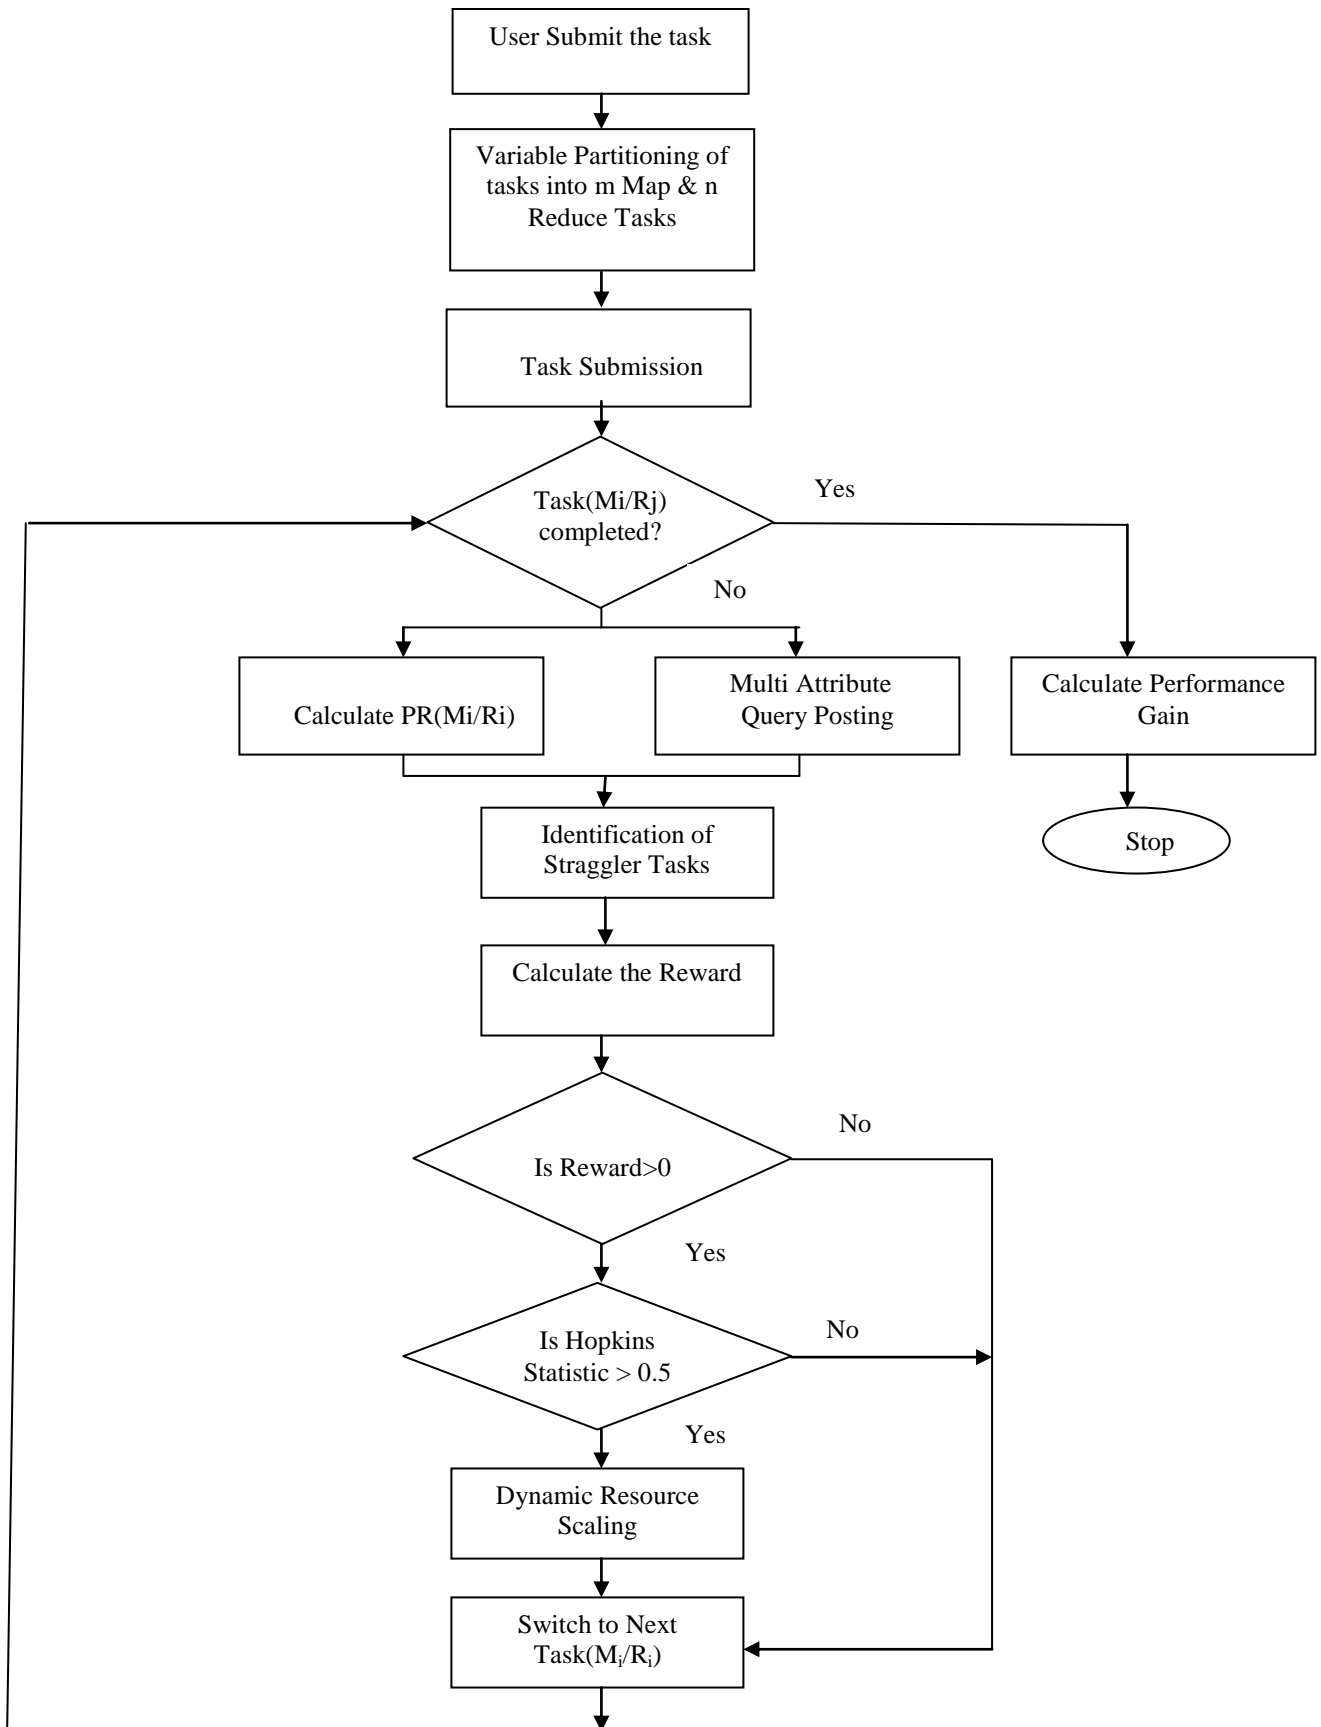 User Submit the task
Variable Partitioning of
tasks into m Map & n
Reduce Tasks
Task Submission
Task(Mi/Rj)
completed?
Yes
No
Calculate PR(Mi/Ri)
Multi Attribute
Query Posting
Calculate Performance
Gain
Identification of
Straggler Tasks
Stop
Calculate the Reward
No
Is Reward>0
Yes
Is Hopkins
Statistic > 0.5
No
Yes
Dynamic Resource
Scaling
Switch to Next
Task(Mi/Ri)